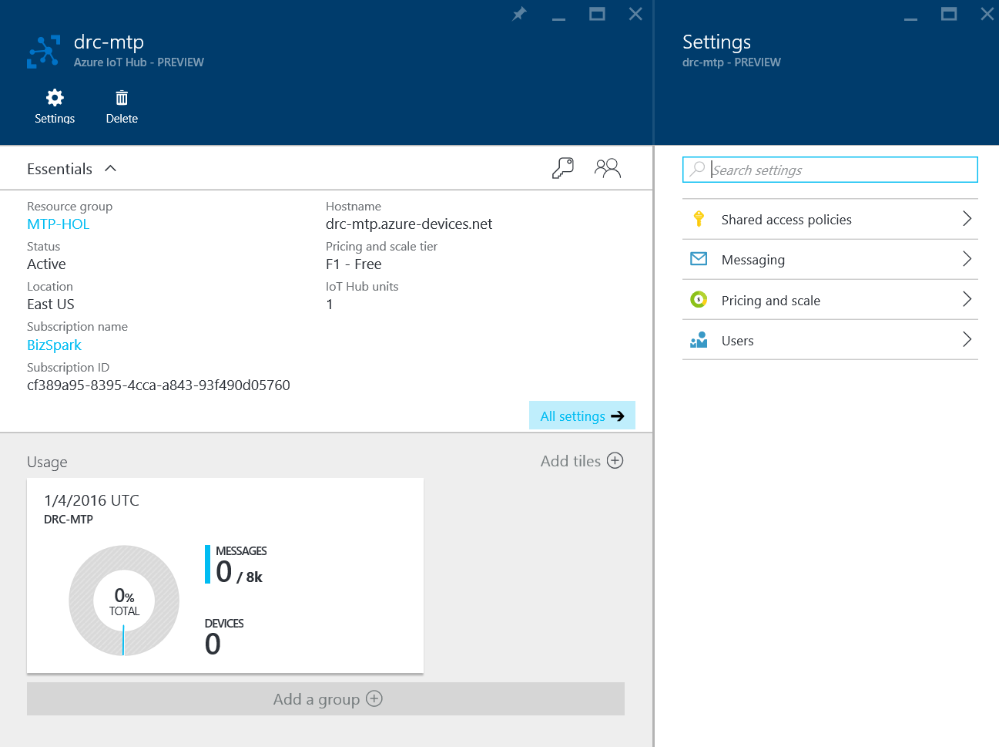 drc-mtp
Azure IoT Hub - PREVIEW
Settings
Delete
Essentials
Resource group
MTP-HOL
Status
Active
Location
East US
Subscription name
BizSpark
Subscription ID
cf389a95-8395-4cca-a843-93f490d05760
Hostname
drc-mtp.azure-devices.net
Pricing and scale tier
F1 - Free
IoT Hub units
1
All settings
Usage
Add tiles
1/4/2016 UTC
DRC-MTP
0%
TOTAL
MESSAGES
0 / 8k
DEVICES
0
Add a group
Settings
drc-mtp - PREVIEW
Search settings
Shared access policies
Messaging
Pricing and scale
Users